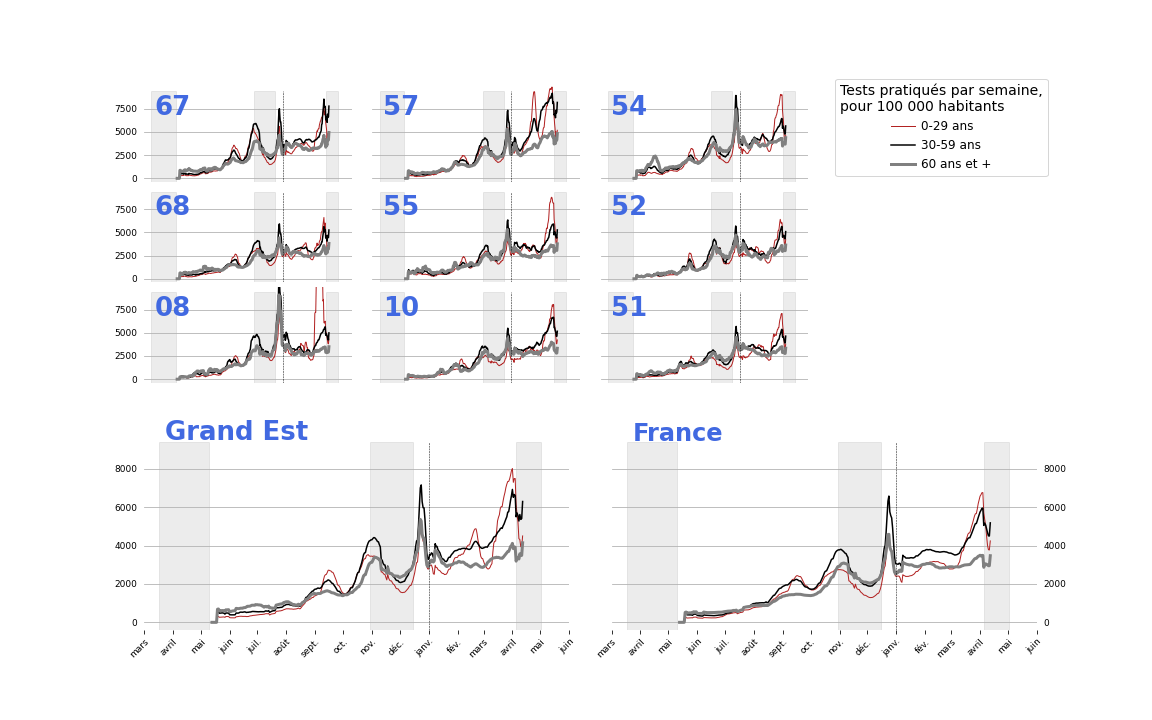 67
57
54
Tests pratiqués par semaine,
pour 100 000 habitants
0-29 ans
30-59 ans
60 ans et +
7500
5000
2500
0
68
55
52
7500
5000
2500
0
08
10
51
7500
5000
2500
0
Grand Est
France
8000
6000
4000
2000
0
8000
6000
4000
2000
0
mars
avril
mai
juin
juil.
août
sept.
oct.
nov.
déc.
janv.
fév.
mars
avril
mai
juin
mars
avril
mai
juin
juil.
août
sept.
oct.
nov.
déc.
janv.
fév.
mars
avril
mai
juin